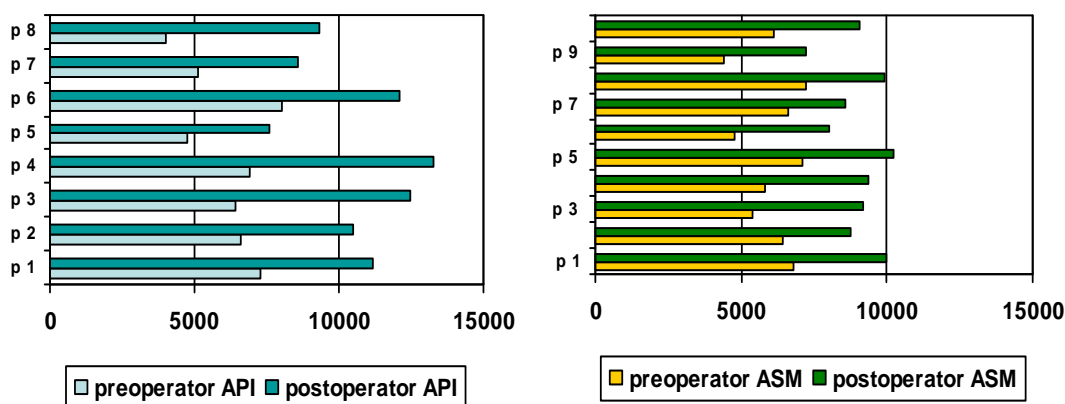 p 8
p 7
p 6
p 5
p 4
p 3
p 2
p 1
0 5000 10000 15000
preoperator API postoperator API
p 9
p 7
p 5
p 3
p 1
0 5000 10000 15000
preoperator ASM postoperator ASM